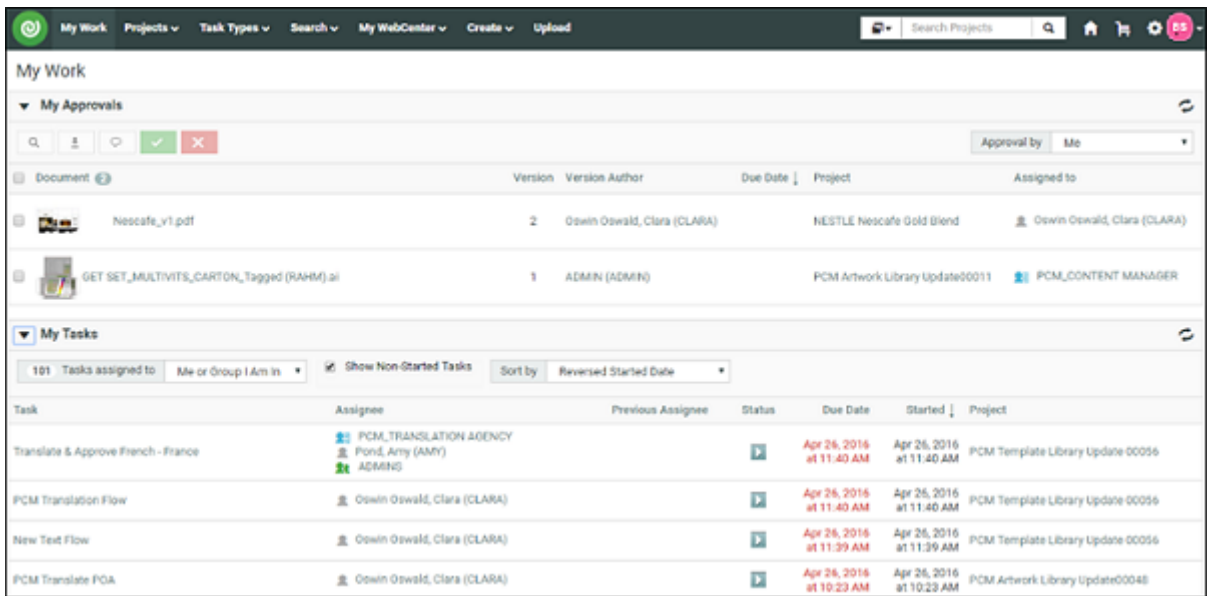 My Work Projects Task Types Search My WebCenter Create Upload Search Projects BS
My Work
My Approvals
Approval by Me
Document 2 Version Version Author Due Date Project Assigned to
Nescafe_v1.pdf 2 Oswin Oswald, Clara (CLARA) NESTLE Nescafe Gold Blend Oswin Oswald, Clara (CLARA)
GET SET_MULTIVITS_CARTON_Tagged (RAHM).ai 1 ADMIN (ADMIN) PCM Artwork Library Update00011 PCM_CONTENT MANAGER
My Tasks
101 Tasks assigned to Me or Group I Am In Show Non-Started Tasks Sort by Reversed Started Date
Task Assignee Previous Assignee Status Due Date Started Project
Translate & Approve French - France PCM_TRANSLATION AGENCY Apr 26, 2016 Apr 26, 2016 PCM Template Library Update 00056
Pond, Amy (AMY) at 11:40 AM at 11:40 AM
ADMINS
PCM Translation Flow Oswin Oswald, Clara (CLARA) Apr 26, 2016 Apr 26, 2016 PCM Template Library Update 00056
at 11:40 AM at 11:40 AM
New Text Flow Oswin Oswald, Clara (CLARA) Apr 26, 2016 Apr 26, 2016 PCM Template Library Update 00056
at 11:39 AM at 11:39 AM
PCM Translate POA Oswin Oswald, Clara (CLARA) Apr 26, 2016 Apr 26, 2016 PCM Artwork Library Update00048
at 10:23 AM at 10:23 AM